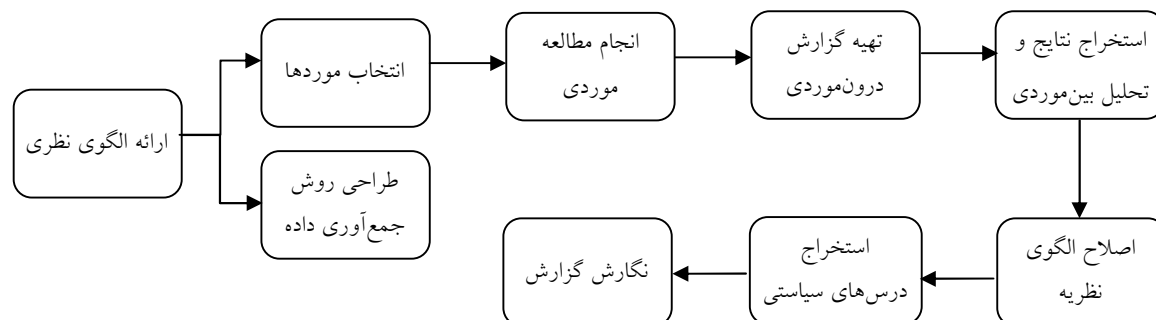 ارائه الگوی نظری
انتخاب موردها
طراحی روش
جمع‌آوری داده
انجام مطالعه
موردی
تهیه گزارش
درون‌موردی
استخراج نتایج و
تحلیل بین‌موردی
اصلاح الگوی
نظریه
استخراج
درس‌های سیاستی
نگارش گزارش